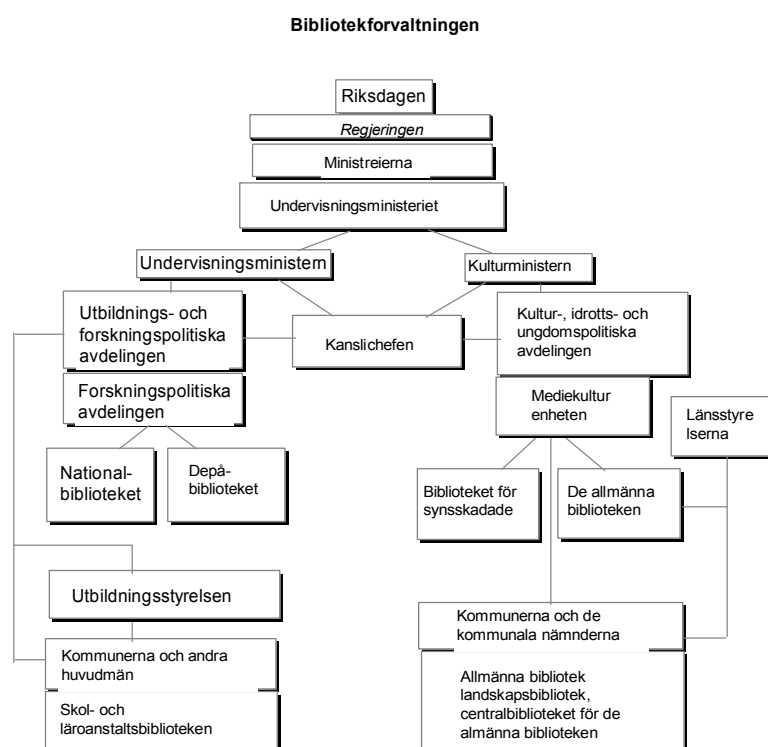 Bibliotekforvaltningen
Riksdagen
Regjeringen
Ministreierna
Undervisningsministeriet
Undervisningsministern
Kulturministern
Utbildnings- och
forskningspolitiska
avdelingen
Kanslichefen
Kultur-, idrotts- och
ungdomspolitiska
avdelingen
Forskningspolitiska
avdelingen
Mediekultur
enheten
Länsstyre
lserna
National-
biblioteket
Depå-
biblioteket
Biblioteket för
synsskadade
De allmänna
biblioteken
Utbildningsstyrelsen
Kommunerna och de
kommunala nämnderna
Kommunerna och andra
huvudmän
Allmänna bibliotek
landskapsbibliotek,
centralbiblioteket för de
almänna biblioteken
Skol- och
läroanstaltsbiblioteken